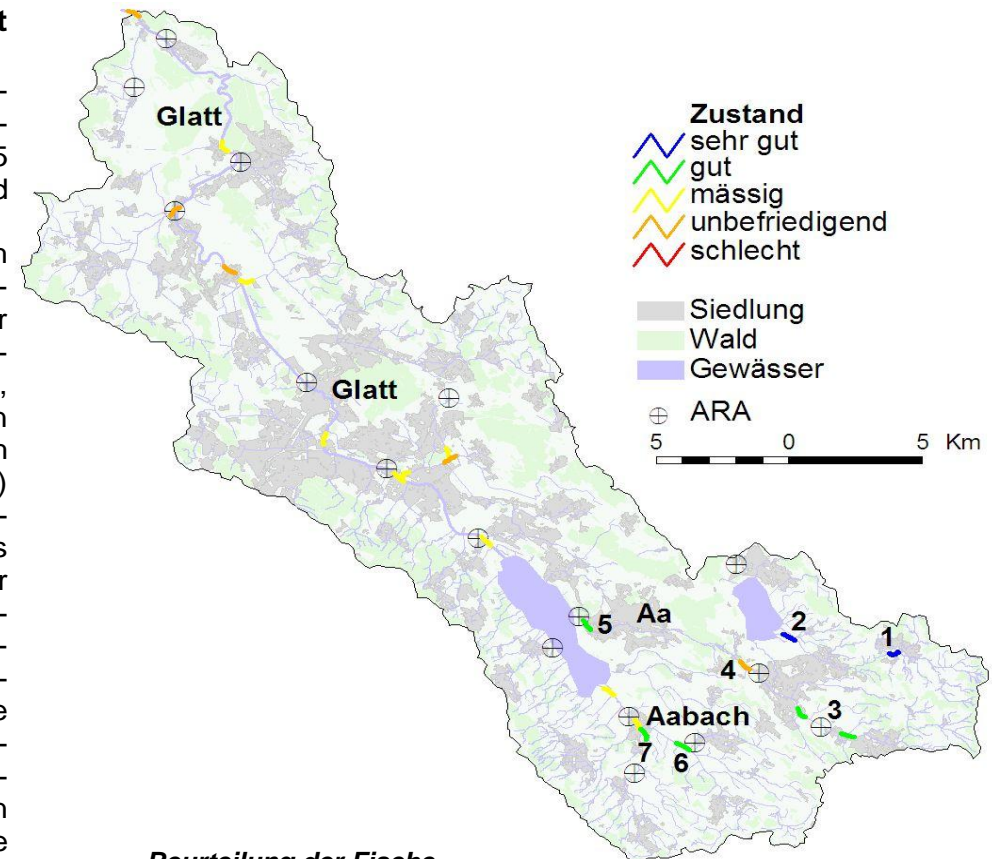 t
–
–
5
d
n
–
r
–
,
n
n
)
–
s
r
–
–
–
e
–
–
n
e
Glatt
Zustand
sehr gut
gut
mässig
unbefriedigend
schlecht
Siedlung
Wald
Gewässer
ARA
5 0 5 Km
Glatt
Aa
5
2
1
4
3
Aabach
7
6
Beurteilung der Fische